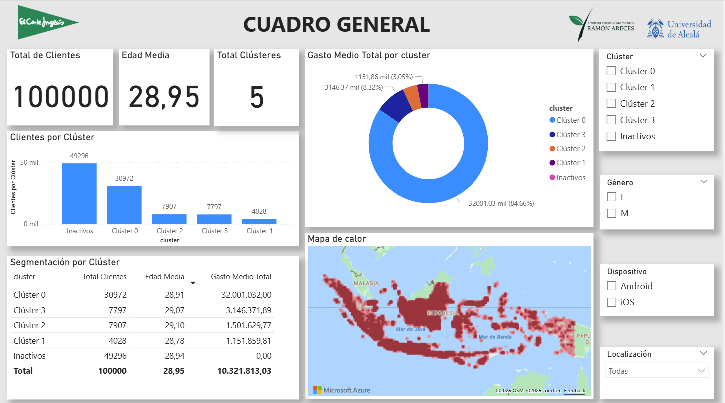 El Corte Inglés
CUADRO GENERAL
RAMÓN ARECES
Universidad
de Alcalá
Total de Clientes
100000
Edad Media
28,95
Total Clústeres
5
Gasto Medio Total por cluster
1151,86 mil (3.05%)
3146.37 mil (8.32%)
32001.03 mil (84.66%)
cluster
Clúster 0
Clúster 3
Clúster 2
Clúster 1
Inactivos
Clúster
Clúster 0
Clúster 1
Clúster 2
Clúster 3
Inactivos
Clientes por Clúster
Clientes por Clúster
50 mil
0 mil
49296
30972
7907
7797
4028
Inactivos
Clúster 0
Clúster 2
Clúster 3
Clúster 1
cluster
Género
F
M
Segmentación por Clúster
cluster Total Clientes Edad Media Gasto Medio Total
Clúster 0 30972 28,91 32.001.032,00
Clúster 3 7797 29,07 3.146.371,89
Clúster 2 7907 29,10 1.501.629,77
Clúster 1 4028 28,78 1.151.859,81
Inactivos 49296 28,94 0,00
Total 100000 28,95 10.321.813,03
Mapa de calor
MALASIA
INDONESIA
Mar de Java
Mar de Banda
Microsoft Azure
Dispositivo
Android
iOS
Localización
Todas